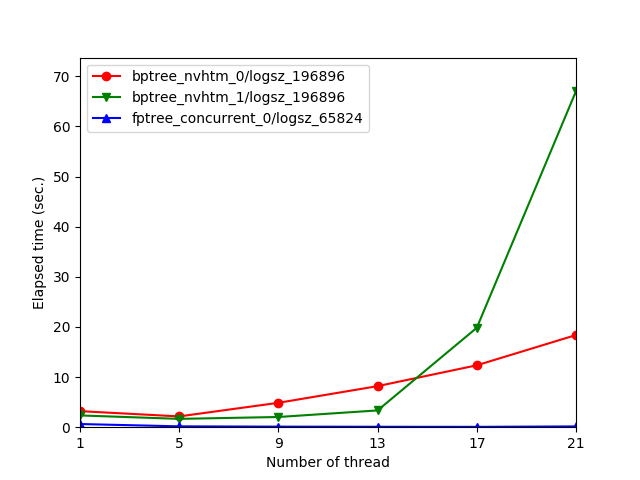 bptree_nvhtm_0/logsz_196896
bptree_nvhtm_1/logsz_196896
fptree_concurrent_0/logsz_65824
Elapsed time (sec.)
70
60
50
40
30
20
10
0
1 5 9 13 17 21
Number of thread